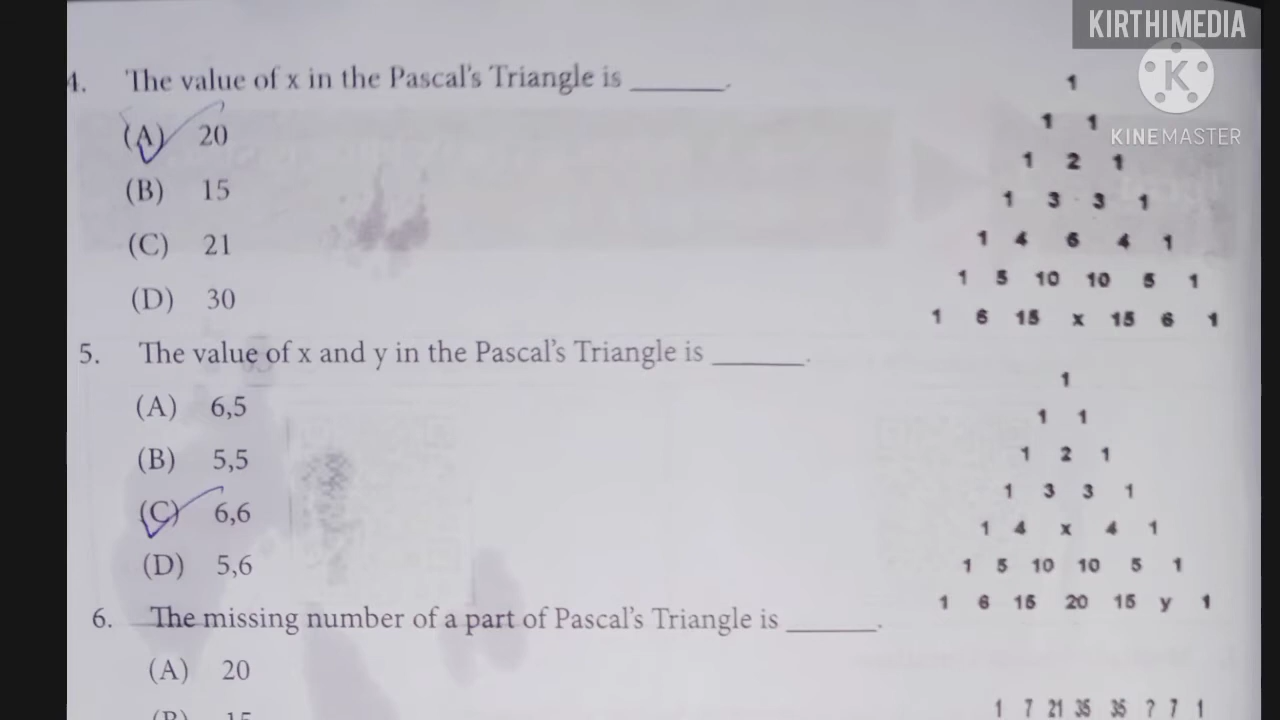 KIRTHIMEDIA
K
KINEMASTER
4. The value of x in the Pascal's Triangle is ______.
(A) 20
(B) 15
(C) 21
(D) 30
1
1 1
1 2 1
1 3 3 1
1 4 6 4 1
1 5 10 10 5 1
1 6 15 x 15 6 1
5. The value of x and y in the Pascal's Triangle is ______.
(A) 6,5
(B) 5,5
(C) 6,6
(D) 5,6
1
1 1
1 2 1
1 3 3 1
1 4 x 4 1
1 5 10 10 5 1
1 6 15 20 15 y 1
6. The missing number of a part of Pascal's Triangle is ______.
(A) 20
(B) 15
1 7 21 35 35 ? 7 1